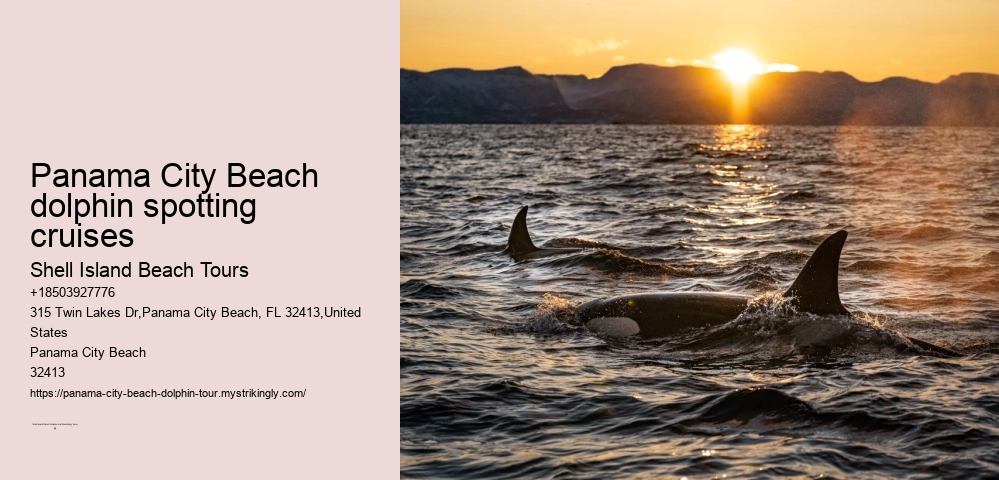 Panama City Beach
dolphin spotting
cruises
Shell Island Beach Tours
+18503927776
315 Twin Lakes Dr,Panama City Beach, FL 32413,United
States
Panama City Beach
32413
https://panama-city-beach-dolphin-tour.mystrikingly.com/